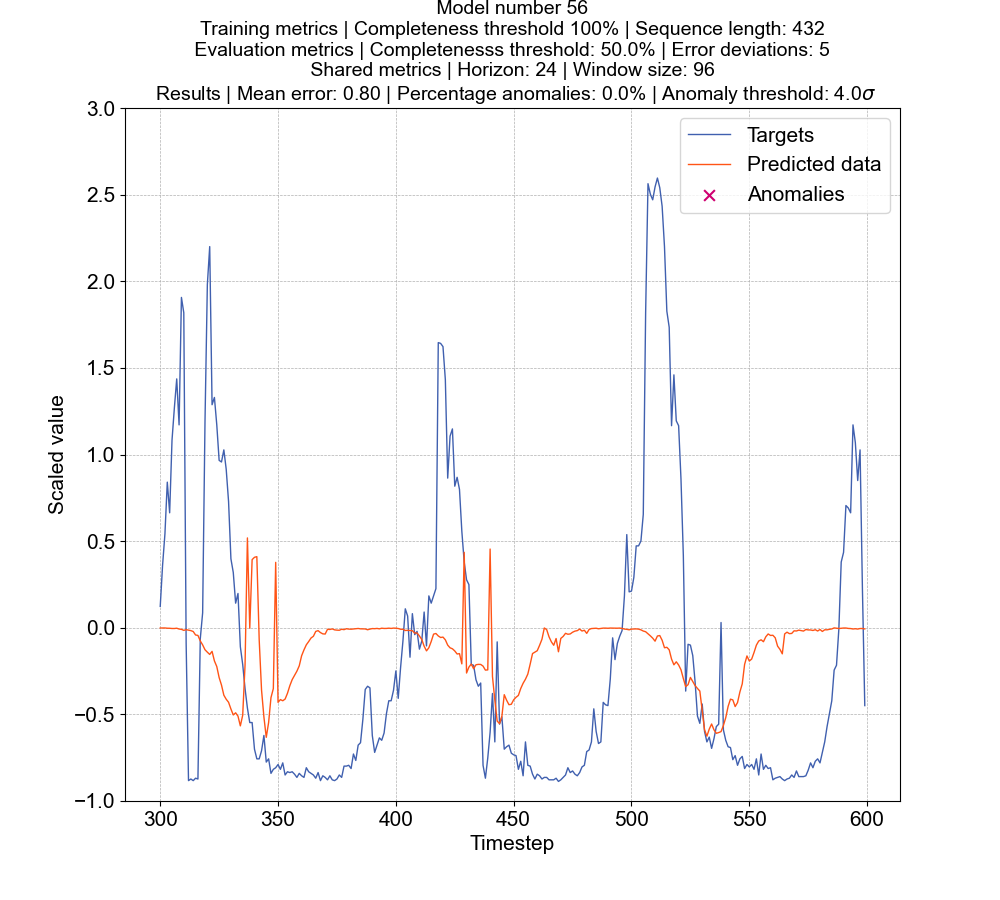 Model number 56
Training metrics | Completeness threshold 100% | Sequence length: 432
Evaluation metrics | Completenesss threshold: 50.0% | Error deviations: 5
Shared metrics | Horizon: 24 | Window size: 96
Results | Mean error: 0.80 | Percentage anomalies: 0.0% | Anomaly threshold: 4.0σ
3.0
2.5
2.0
1.5
1.0
0.5
0.0
−0.5
−1.0
Scaled value
Targets
Predicted data
Anomalies
300
350
400
450
500
550
600
Timestep